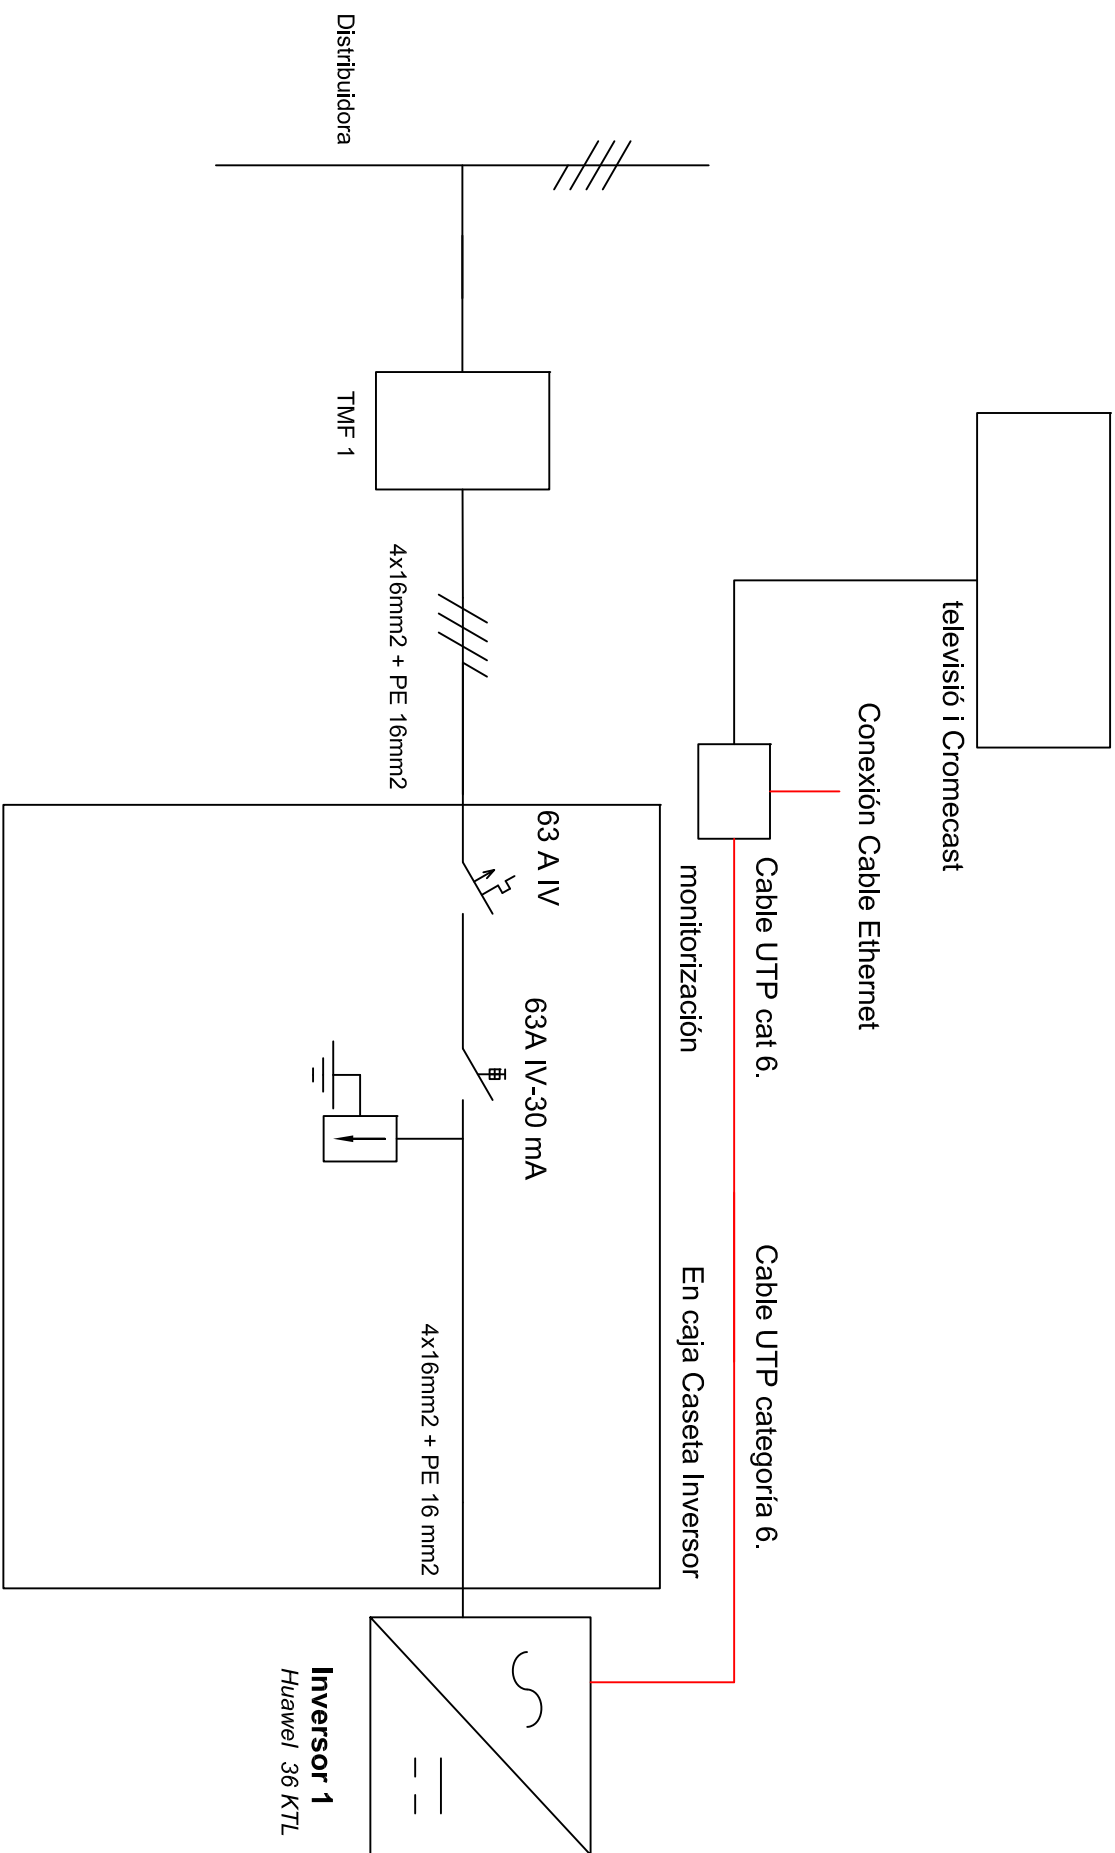 televisió i Cromecast
Conexión Cable Ethernet
Cable UTP cat 6.
Cable UTP categoría 6.
monitorización
En caja Caseta Inversor
63 A IV
63A IV-30 mA
4x16mm2 + PE 16 mm2
4x16mm2 + PE 16mm2
Distribuidora
TMF 1
Inversor 1
Huawei 36 KTL